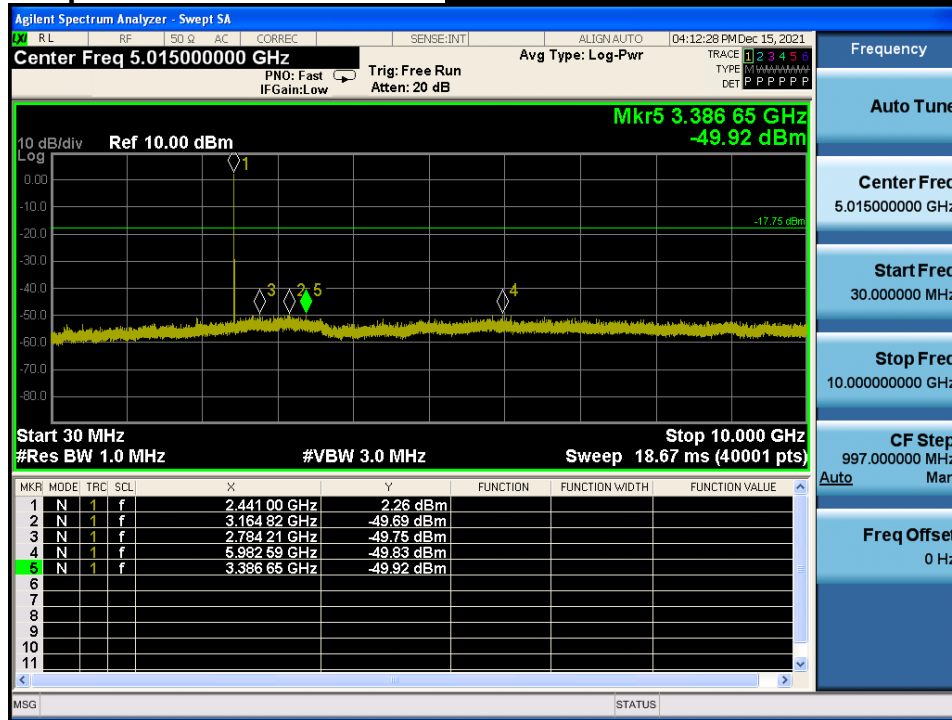 Agilent Spectrum Analyzer - Swept SA
LXI RL RF 50 Ω AC CORREC SENSE:INT ALIGN AUTO 04:12:28 PM Dec 15, 2021
Center Freq 5.015000000 GHz
PNO: Fast
IFGain:Low
Trig: Free Run
Atten: 20 dB
Avg Type: Log-Pwr
TRACE 1 2 3 4 5 6
TYPE M WWWWW
DET P P P P P P
Mkr5 3.386 65 GHz
-49.92 dBm
10 dB/div Ref 10.00 dBm
Log
1
0.00
-10.0
-17.75 dBm
-20.0
-30.0
-40.0
3 2 5 4
-50.0
-60.0
-70.0
-80.0
Start 30 MHz Stop 10.000 GHz
#Res BW 1.0 MHz #VBW 3.0 MHz Sweep 18.67 ms (40001 pts)
MKR MODE TRC SCL X Y FUNCTION FUNCTION WIDTH FUNCTION VALUE
1 N 1 f 2.441 00 GHz 2.26 dBm
2 N 1 f 3.164 82 GHz -49.69 dBm
3 N 1 f 2.784 21 GHz -49.75 dBm
4 N 1 f 5.982 59 GHz -49.83 dBm
5 N 1 f 3.386 65 GHz -49.92 dBm
6
7
8
9
10
11
MSG STATUS
Frequency
Auto Tune
Center Freq
5.015000000 GHz
Start Freq
30.000000 MHz
Stop Freq
10.000000000 GHz
CF Step
997.000000 MHz
Auto Man
Freq Offset
0 Hz